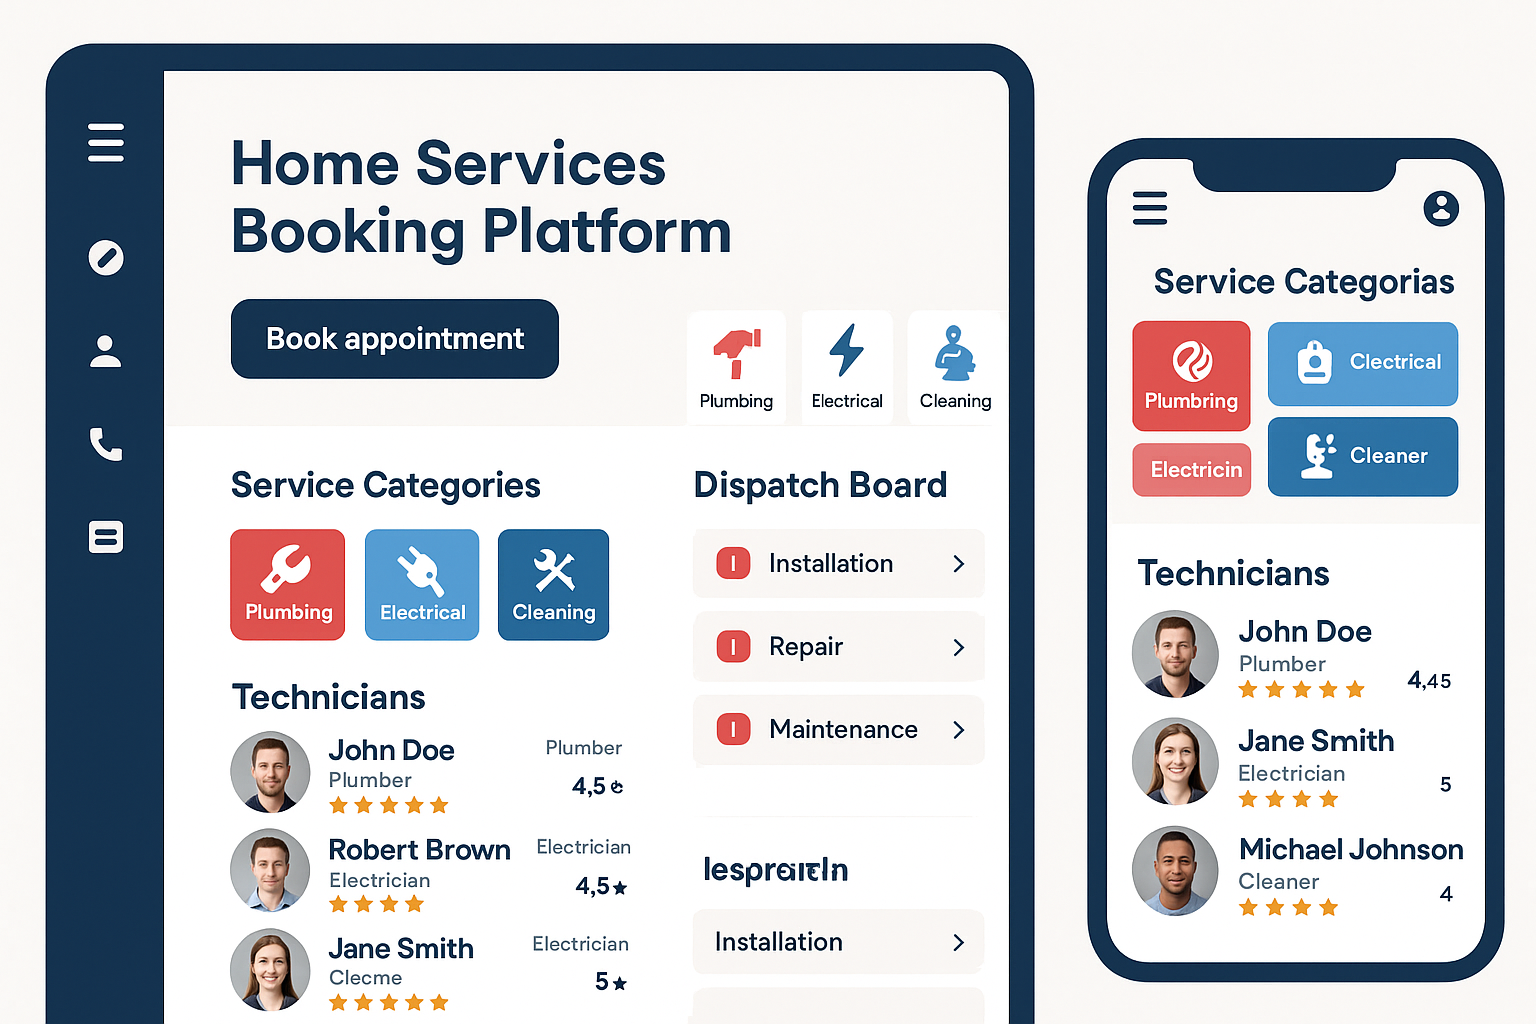 Home Services
Booking Platform
Book appointment
Plumbing
Electrical
Cleaning
Service Categories
Plumbing
Electrical
Cleaning
Technicians
John Doe
Plumber
Plumber
4,5
Robert Brown
Electrician
Electrician
4,5
Jane Smith
Clecme
Electrician
5
Dispatch Board
Installation
Repair
Maintenance
Installation
Service Categorias
Plumbring
Clectrical
Electricin
Cleaner
Technicians
John Doe
Plumber
4,45
Jane Smith
Electrician
5
Michael Johnson
Cleaner
4